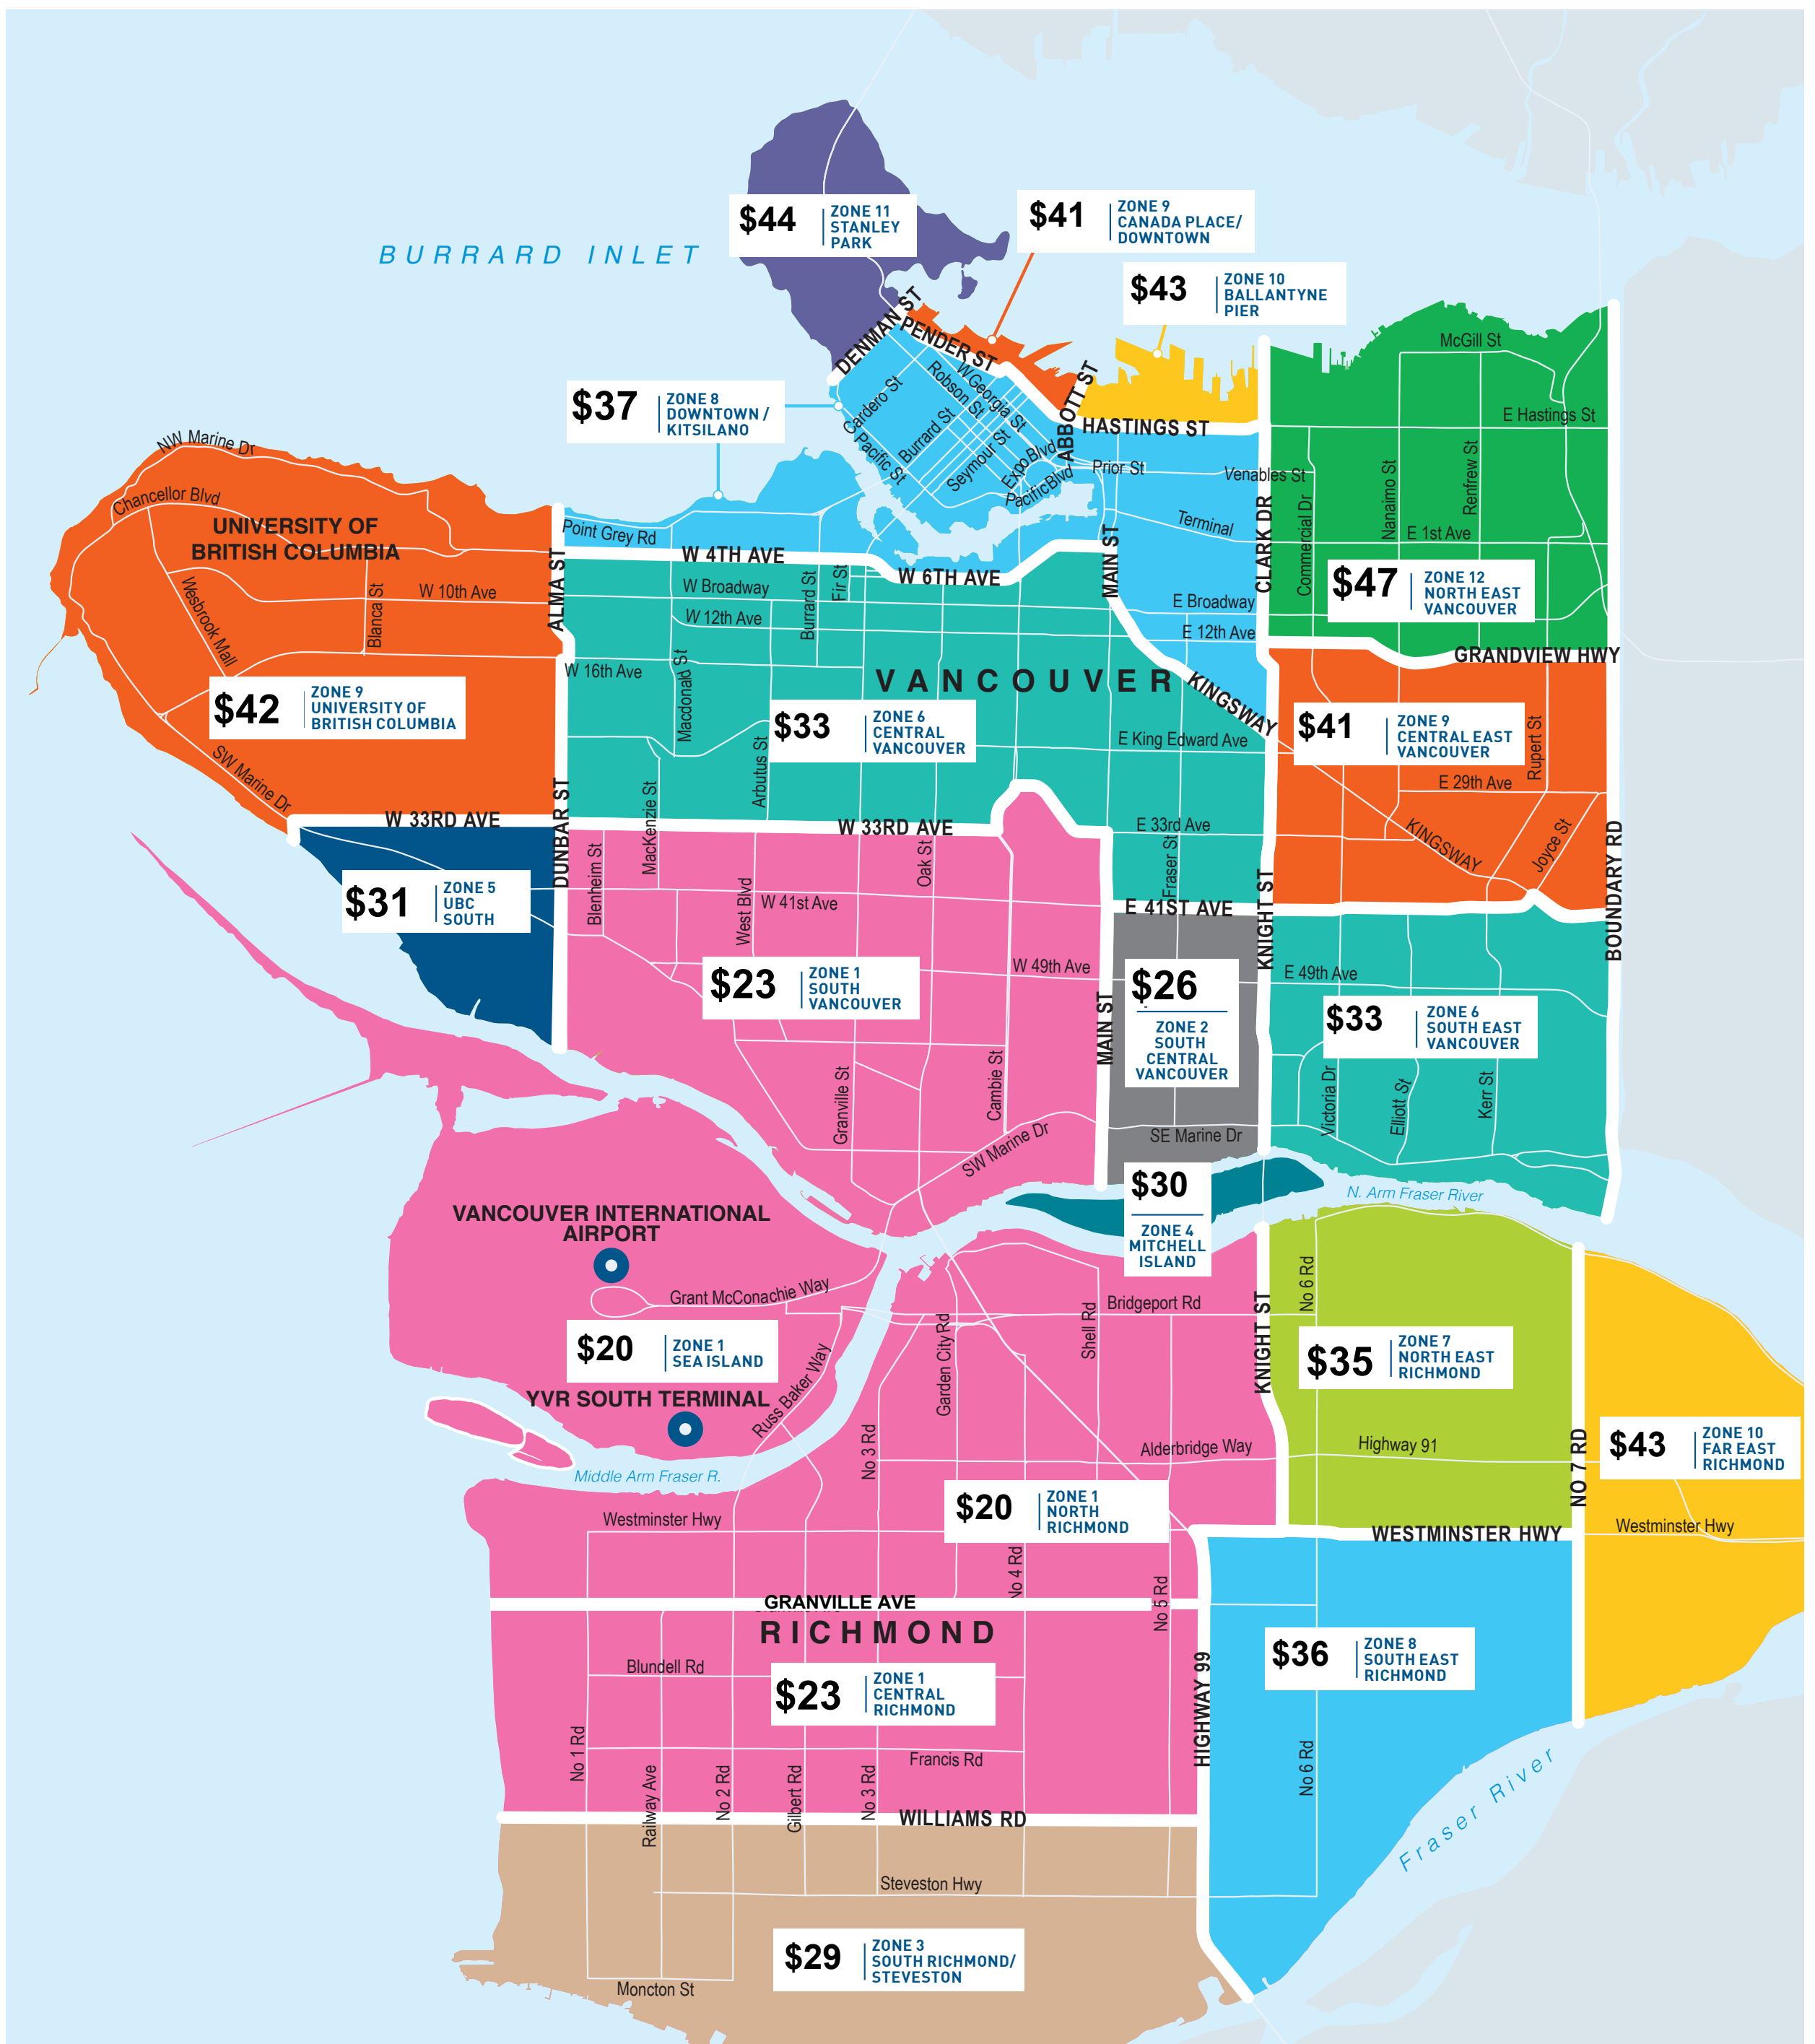 BURRARD INLET
$44
ZONE 11
STANLEY
PARK
$41
ZONE 9
CANADA PLACE/
DOWNTOWN
$43
ZONE 10
BALLANTYNE
PIER
DENMAN ST
PENDER ST
McGill St
$37
ZONE 8
DOWNTOWN /
KITSILANO
Cardero St
Robson St
W Georgia St
ABBOTT ST
Pacific St
Burrard St
Seymour St
Expo Blvd
Pacific Blvd
HASTINGS ST
E Hastings St
Prior St
Venables St
Terminal
CLARK DR
Commercial Dr
Nanaimo St
Renfrew St
E 1st Ave
NW Marine Dr
Chancellor Blvd
UNIVERSITY OF
BRITISH COLUMBIA
Point Grey Rd
ALMA ST
W 4TH AVE
W 6TH AVE
MAIN ST
Wesbrook Mall
Blanca St
W 10th Ave
W Broadway
Burrard St
Fir St
W 12th Ave
E Broadway
E 12th Ave
$47
ZONE 12
NORTH EAST
VANCOUVER
GRANDVIEW HWY
W 16th Ave
Macdonald St
VANCOUVER
KINGSWAY
$42
ZONE 9
UNIVERSITY OF
BRITISH COLUMBIA
$33
ZONE 6
CENTRAL
VANCOUVER
$41
ZONE 9
CENTRAL EAST
VANCOUVER
Rupert St
E King Edward Ave
E 29th Ave
SW Marine Dr
DUNBAR ST
MacKenzie St
Arbutus St
W 33RD AVE
W 33RD AVE
E 33rd Ave
Fraser St
KINGSWAY
Joyce St
BOUNDARY RD
$31
ZONE 5
UBC
SOUTH
Blenheim St
West Blvd
Oak St
W 41st Ave
E 41ST AVE
KNIGHT ST
$23
ZONE 1
SOUTH
VANCOUVER
W 49th Ave
E 49th Ave
MAIN ST
$26
ZONE 2
SOUTH
CENTRAL
VANCOUVER
$33
ZONE 6
SOUTH EAST
VANCOUVER
Granville St
Cambie St
SW Marine Dr
SE Marine Dr
Victoria Dr
Elliott St
Kerr St
$30
ZONE 4
MITCHELL
ISLAND
N. Arm Fraser River
VANCOUVER INTERNATIONAL
AIRPORT
Grant McConachie Way
$20
ZONE 1
SEA ISLAND
YVR SOUTH TERMINAL
Russ Baker Way
Middle Arm Fraser R.
Garden City Rd
Shell Rd
Bridgeport Rd
KNIGHT ST
No 6 Rd
$35
ZONE 7
NORTH EAST
RICHMOND
No 3 Rd
Alderbridge Way
Highway 91
NO 7 RD
$43
ZONE 10
FAR EAST
RICHMOND
$20
ZONE 1
NORTH
RICHMOND
Westminster Hwy
WESTMINSTER HWY
Westminster Hwy
No 4 Rd
No 5 Rd
GRANVILLE AVE
RICHMOND
Blundell Rd
$23
ZONE 1
CENTRAL
RICHMOND
HIGHWAY 99
$36
ZONE 8
SOUTH EAST
RICHMOND
No 1 Rd
Railway Ave
No 2 Rd
Gilbert Rd
No 3 Rd
Francis Rd
No 6 Rd
WILLIAMS RD
Fraser River
Steveston Hwy
$29
ZONE 3
SOUTH RICHMOND/
STEVESTON
Moncton St